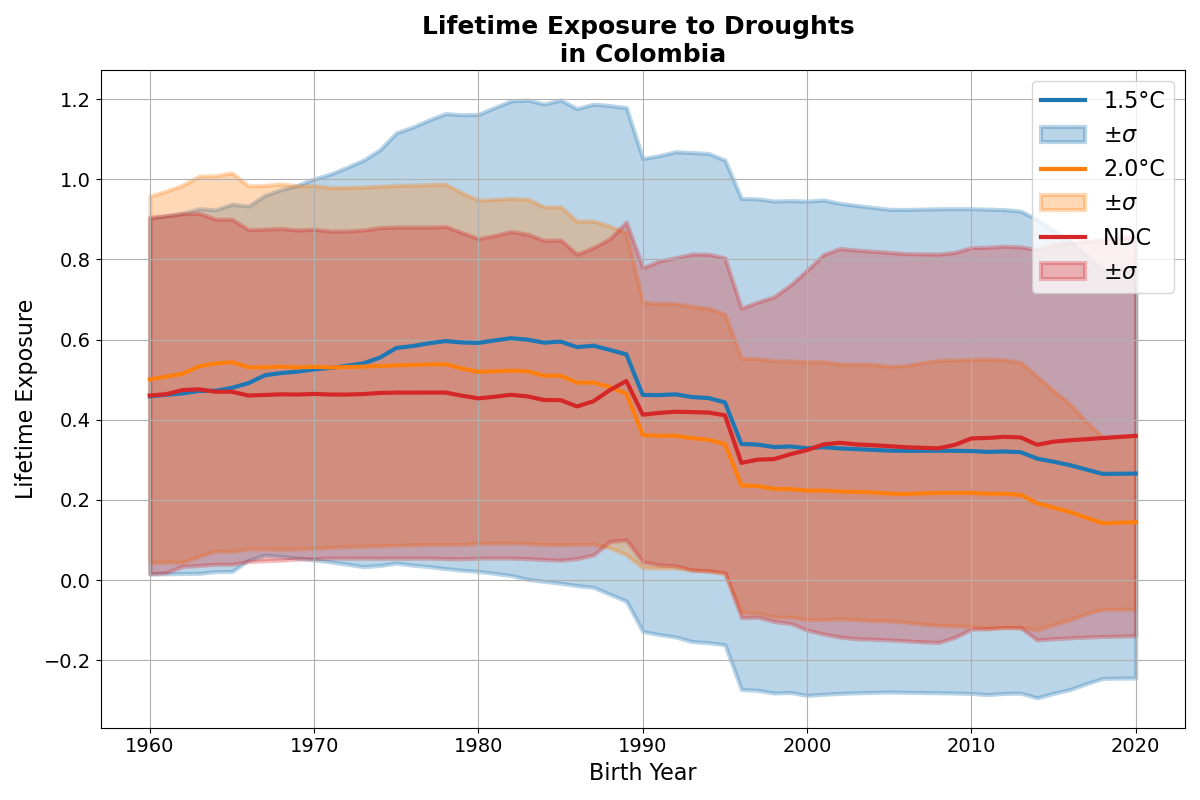 Lifetime Exposure to Droughts
in Colombia
Lifetime Exposure
1.2
1.0
0.8
0.6
0.4
0.2
0.0
−0.2
1.5°C
±σ
2.0°C
±σ
NDC
±σ
1960 1970 1980 1990 2000 2010 2020
Birth Year